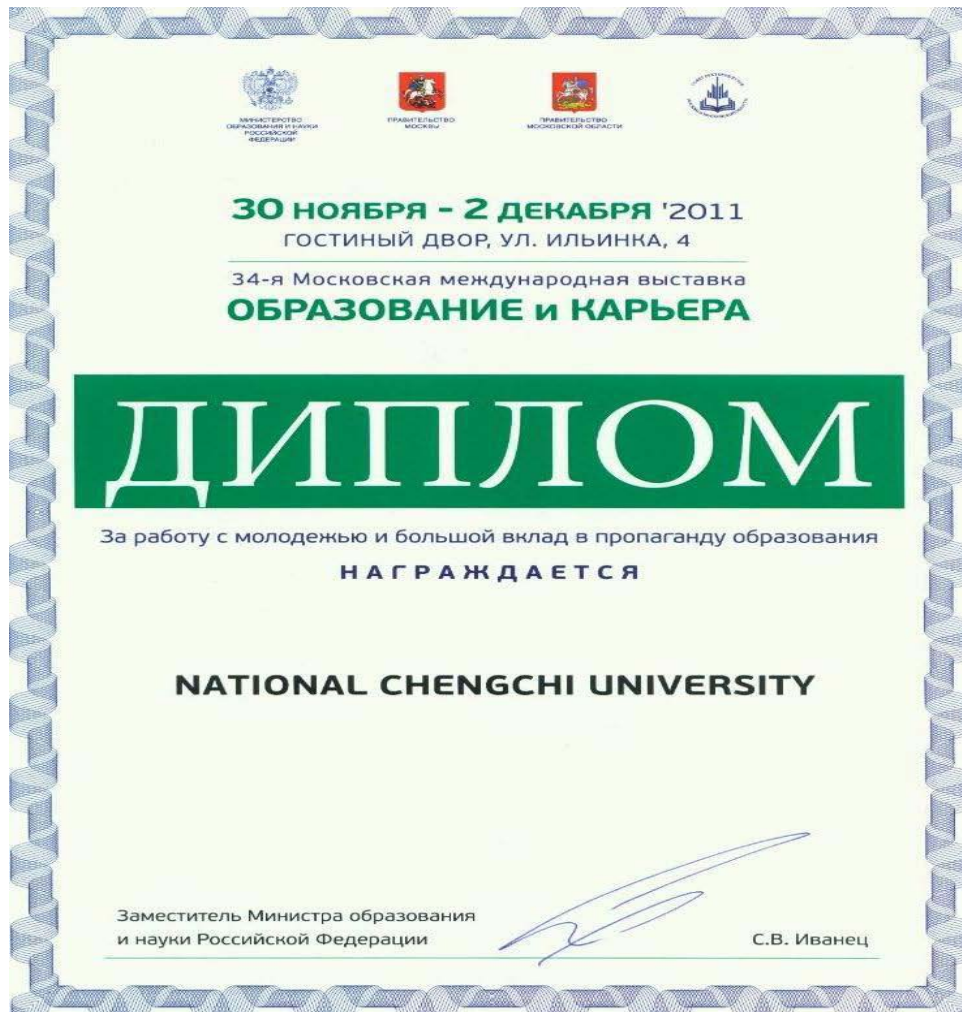 МИНИСТЕРСТВО
ОБРАЗОВАНИЯ И НАУКИ
РОССИЙСКОЙ
ФЕДЕРАЦИИ
ПРАВИТЕЛЬСТВО
МОСКВЫ
ПРАВИТЕЛЬСТВО
МОСКОВСКОЙ ОБЛАСТИ
30 НОЯБРЯ – 2 ДЕКАБРЯ '2011
ГОСТИНЫЙ ДВОР, УЛ. ИЛЬИНКА, 4
34-я Московская международная выставка
ОБРАЗОВАНИЕ и КАРЬЕРА
ДИПЛОМ
За работу с молодежью и большой вклад в пропаганду образования
НАГРАЖДАЕТСЯ
NATIONAL CHENGCHI UNIVERSITY
Заместитель Министра образования
и науки Российской Федерации
С.В. Иванец